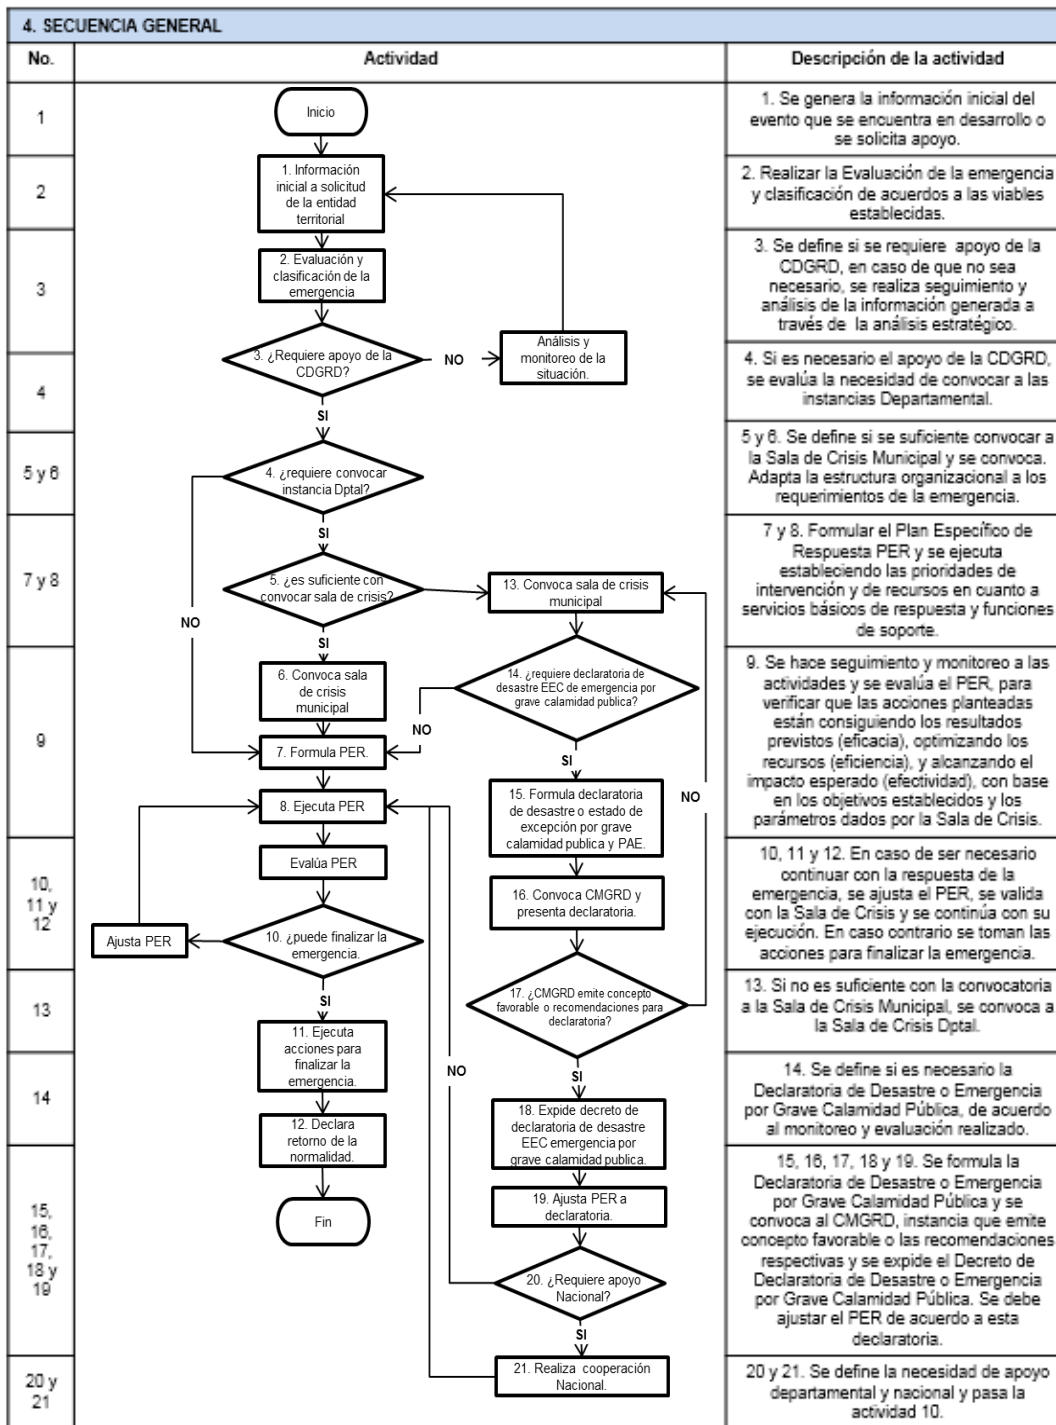 4. SECUENCIA GENERAL
No.
Actividad
Descripción de la actividad
1
Inicio
1. Se genera la información inicial del
evento que se encuentra en desarrollo o
se solicita apoyo.
2
1. Información
inicial a solicitud
de la entidad
territorial
2. Realizar la Evaluación de la emergencia
y clasificación de acuerdos a las viables
establecidas.
3
2. Evaluación y
clasificación de la
emergencia
3. ¿Requiere apoyo de la
CDGRD?
NO
Análisis y
monitoreo de la
situación.
3. Se define si se requiere apoyo de la
CDGRD, en caso de que no sea
necesario, se realiza seguimiento y
análisis de la información generada a
través de la análisis estratégico.
4
SI
4. Si es necesario el apoyo de la CDGRD,
se evalúa la necesidad de convocar a las
instancias Departamental.
5 y 6
4. ¿requiere convocar
instancia Dptal?
SI
5 y 6. Se define si se suficiente convocar a
la Sala de Crisis Municipal y se convoca.
Adapta la estructura organizacional a los
requerimientos de la emergencia.
7 y 8
5. ¿es suficiente con
convocar sala de crisis?
13. Convoca sala de crisis
municipal
NO
SI
7 y 8. Formular el Plan Específico de
Respuesta PER y se ejecuta
estableciendo las prioridades de
intervención y de recursos en cuanto a
servicios básicos de respuesta y funciones
de soporte.
9
6. Convoca sala
de crisis
municipal
14. ¿requiere declaratoria de
desastre EEC de emergencia por
grave calamidad publica?
NO
7. Formula PER.
SI
8. Ejecuta PER
15. Formula declaratoria
de desastre o estado de
excepción por grave
calamidad publica y PAE.
NO
9. Se hace seguimiento y monitoreo a las
actividades y se evalúa el PER, para
verificar que las acciones planteadas
están consiguiendo los resultados
previstos (eficacia), optimizando los
recursos (eficiencia), y alcanzando el
impacto esperado (efectividad), con base
en los objetivos establecidos y los
parámetros dados por la Sala de Crisis.
10,
11 y
12
Evalúa PER
16. Convoca CMGRD y
presenta declaratoria.
Ajusta PER
10. ¿puede finalizar la
emergencia.
10, 11 y 12. En caso de ser necesario
continuar con la respuesta de la
emergencia, se ajusta el PER, se valida
con la Sala de Crisis y se continúa con su
ejecución. En caso contrario se toman las
acciones para finalizar la emergencia.
13
SI
17. ¿CMGRD emite concepto
favorable o recomendaciones para
declaratoria?
11. Ejecuta
acciones para
finalizar la
emergencia.
13. Si no es suficiente con la convocatoria
a la Sala de Crisis Municipal, se convoca a
la Sala de Crisis Dptal.
14
NO
SI
12. Declara
retorno de la
normalidad.
18. Expide decreto de
declaratoria de desastre
EEC emergencia por
grave calamidad publica.
14. Se define si es necesario la
Declaratoria de Desastre o Emergencia
por Grave Calamidad Pública, de acuerdo
al monitoreo y evaluación realizado.
15,
16,
17,
18 y
19
Fin
19. Ajusta PER a
declaratoria.
20. ¿Requiere apoyo
Nacional?
SI
15, 16, 17, 18 y 19. Se formula la
Declaratoria de Desastre o Emergencia
por Grave Calamidad Pública y se
convoca al CMGRD, instancia que emite
concepto favorable o las recomendaciones
respectivas y se expide el Decreto de
Declaratoria de Desastre o Emergencia
por Grave Calamidad Pública. Se debe
ajustar el PER de acuerdo a esta
declaratoria.
20 y
21
21. Realiza cooperación
Nacional.
20 y 21. Se define la necesidad de apoyo
departamental y nacional y pasa la
actividad 10.